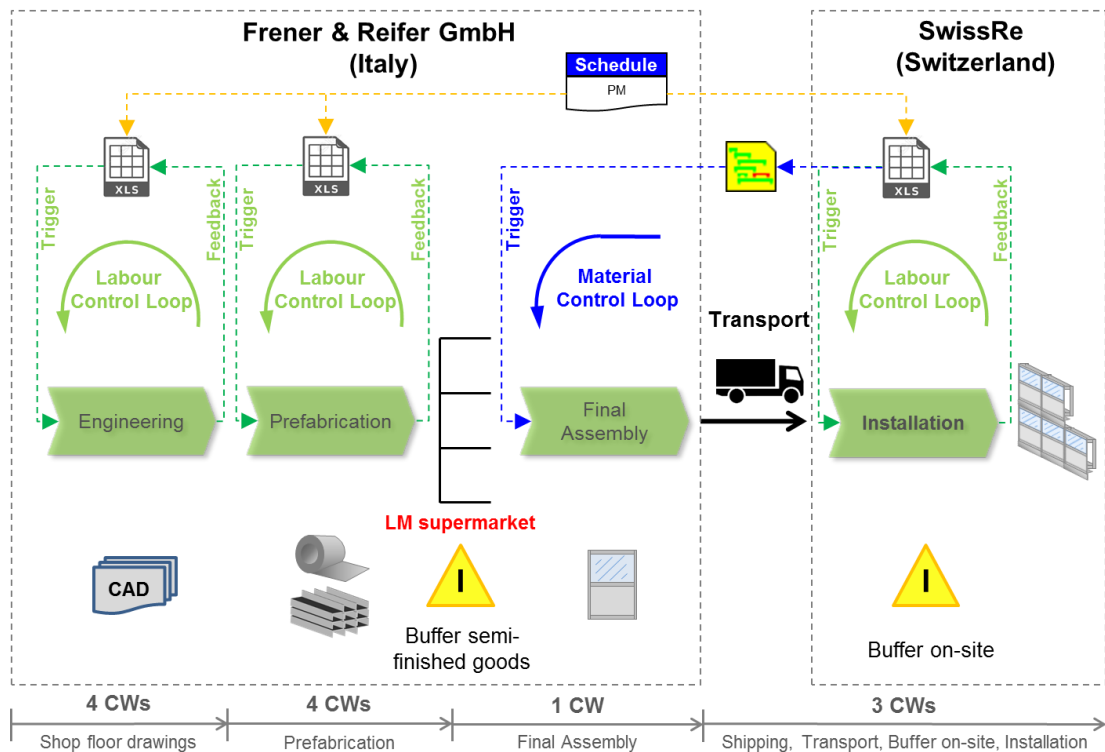 Frener & Reifer GmbH
(Italy)
SwissRe
(Switzerland)
Schedule
PM
XLS
XLS
XLS
Trigger
Feedback
Trigger
Feedback
Trigger
Trigger
Feedback
Labour
Control Loop
Labour
Control Loop
Material
Control Loop
Labour
Control Loop
Transport
Engineering
Prefabrication
Final
Assembly
Installation
LM supermarket
CAD
I
I
Buffer semi-
finished goods
Buffer on-site
4 CWs
4 CWs
1 CW
3 CWs
Shop floor drawings
Prefabrication
Final Assembly
Shipping, Transport, Buffer on-site, Installation